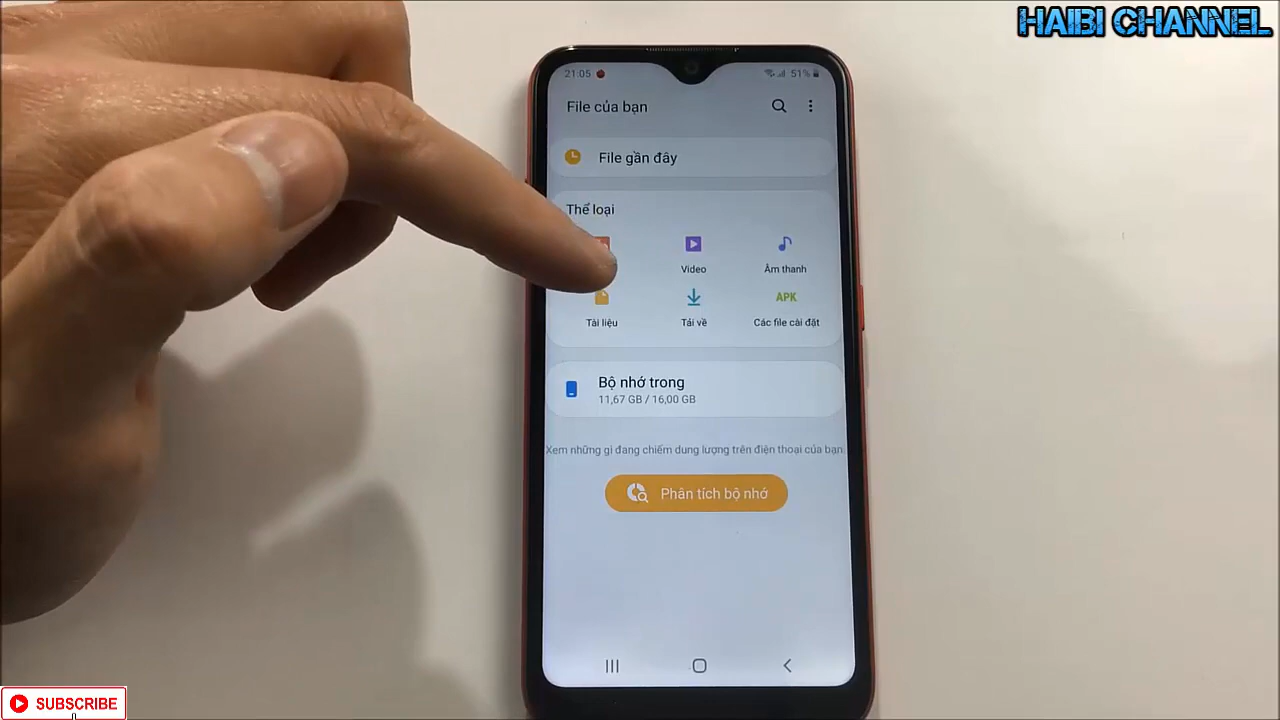 HAIBI CHANNEL
21:05
51%
File của bạn
File gần đây
Thể loại
Video
Âm thanh
Tài liệu
Tải về
APK
Các file cài đặt
Bộ nhớ trong
11,67 GB / 16,00 GB
Xem những gì đang chiếm dung lượng trên điện thoại của bạn.
Phân tích bộ nhớ
SUBSCRIBE